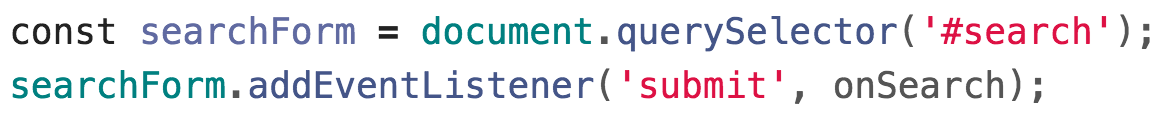 const searchForm = document.querySelector('#search');
searchForm.addEventListener('submit', onSearch);